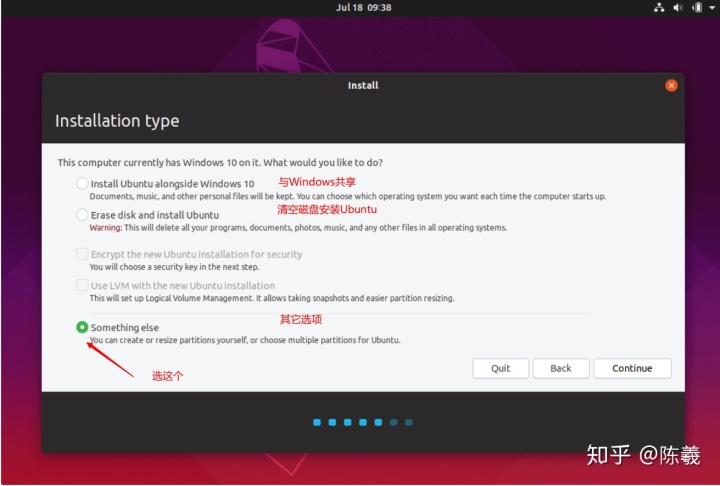 Jul 18 09:38
Install
Installation type
This computer currently has Windows 10 on it. What would you like to do?
Install Ubuntu alongside Windows 10 与Windows共享
Documents, music, and other personal files will be kept. You can choose which operating system you want each time the computer starts up.
清空磁盘安装Ubuntu
Erase disk and install Ubuntu
Warning: This will delete all your programs, documents, photos, music, and any other files in all operating systems.
Encrypt the new Ubuntu installation for security
You will choose a security key in the next step.
Use LVM with the new Ubuntu installation
This will set up Logical Volume Management. It allows taking snapshots and easier partition resizing.
其它选项
Something else
You can create or resize partitions yourself, or choose multiple partitions for Ubuntu.
选这个
Quit Back Continue
知乎 @陈羲